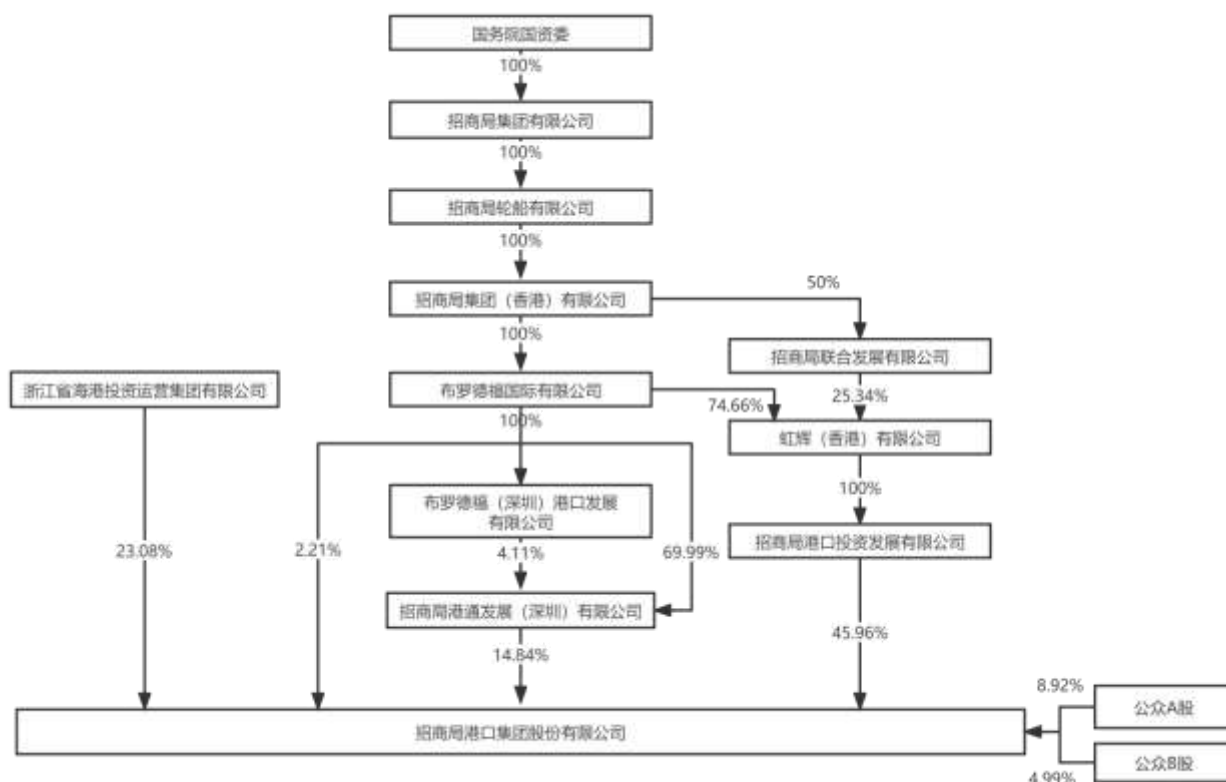 国务院国资委
100%
招商局集团有限公司
100%
招商局轮船有限公司
100%
招商局集团（香港）有限公司
50%
100%
招商局联合发展有限公司
浙江省海港投资运营集团有限公司
布罗德福国际有限公司
74.66%
25.34%
100%
虹辉（香港）有限公司
100%
布罗德福（深圳）港口发展
有限公司
招商局港口投资发展有限公司
23.08%
2.21%
4.11%
69.99%
招商局港通发展（深圳）有限公司
45.96%
14.84%
8.92%
公众A股
招商局港口集团股份有限公司
公众B股
4.99%